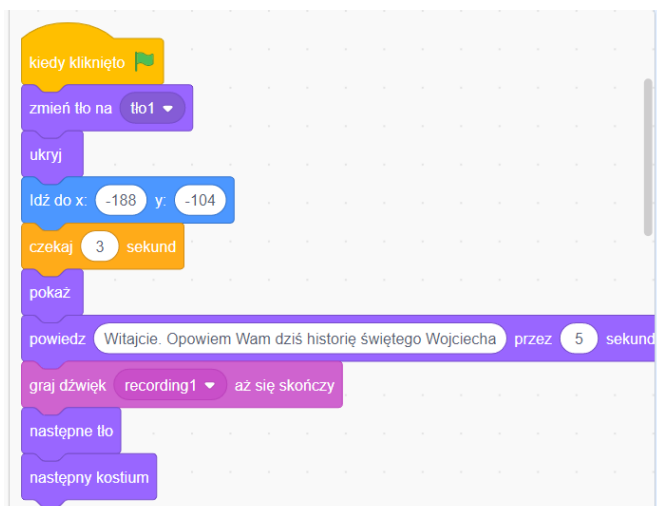 kiedy kliknięto
zmień tło na tło1
ukryj
Idź do x: -188 y: -104
czekaj 3 sekund
pokaż
powiedz Witajcie. Opowiem Wam dziś historię świętego Wojciecha przez 5 sekund
graj dźwięk recording1 aż się skończy
następne tło
następny kostium